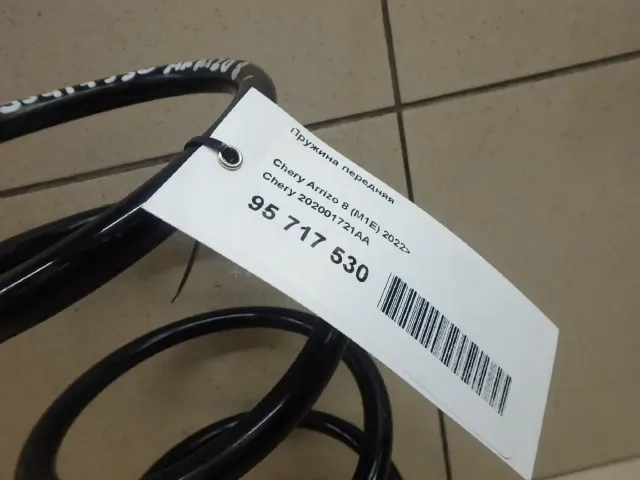 Пружина передняя
Chery Arrizo 8 (M1E) 2022>
Chery 202001721AA
95 717 530